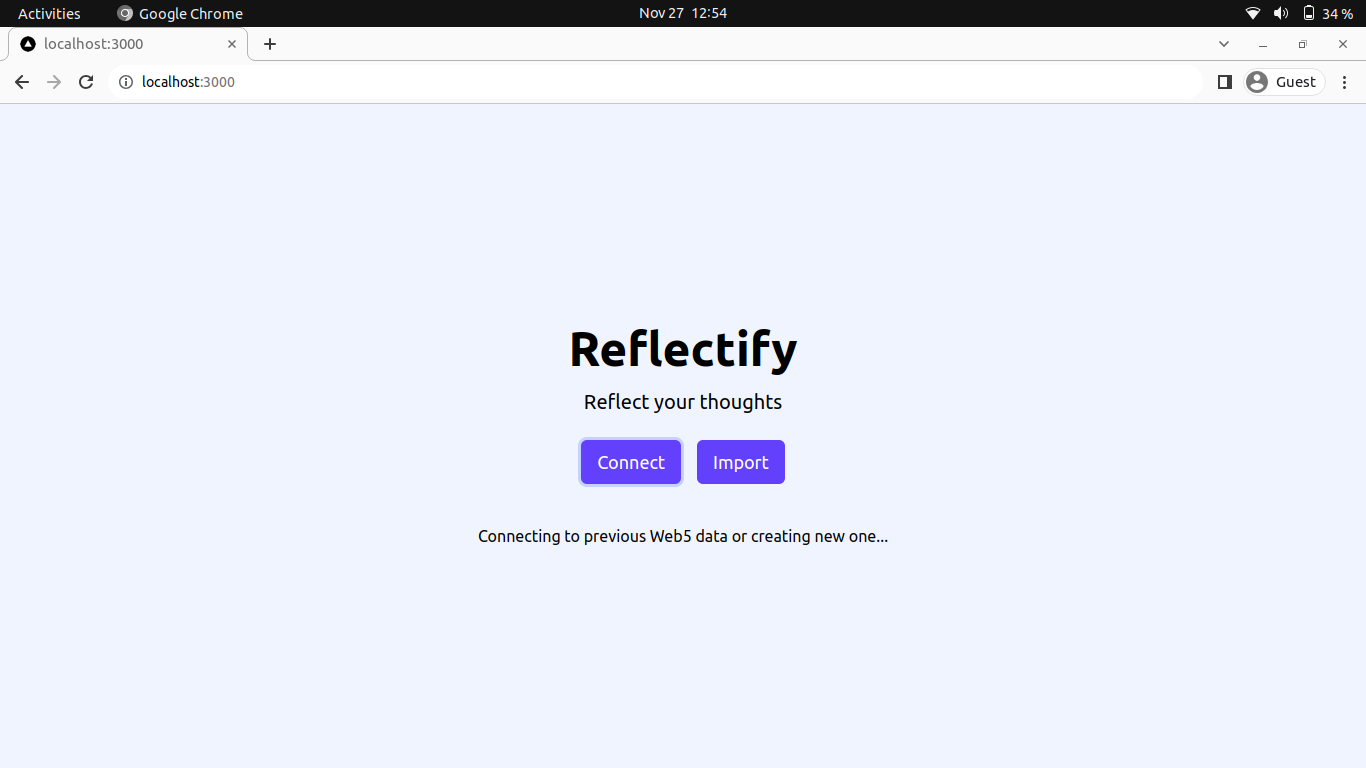 Activities Google Chrome Nov 27 12:54 34 %
localhost:3000
localhost:3000 Guest
Reflectify
Reflect your thoughts
Connect Import
Connecting to previous Web5 data or creating new one...